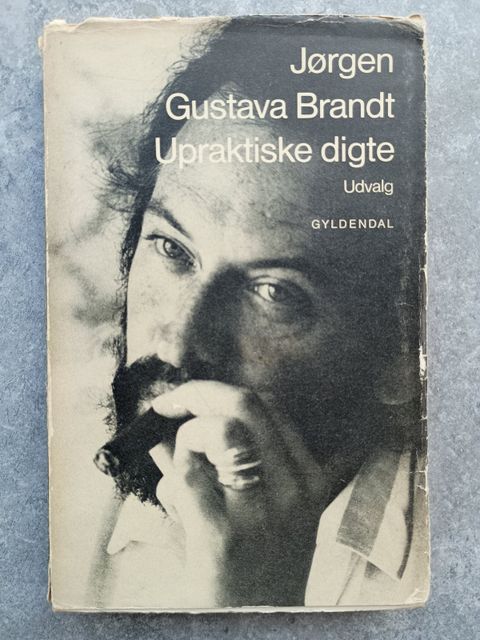 Jørgen
Gustava Brandt
Upraktiske digte
Udvalg
GYLDENDAL